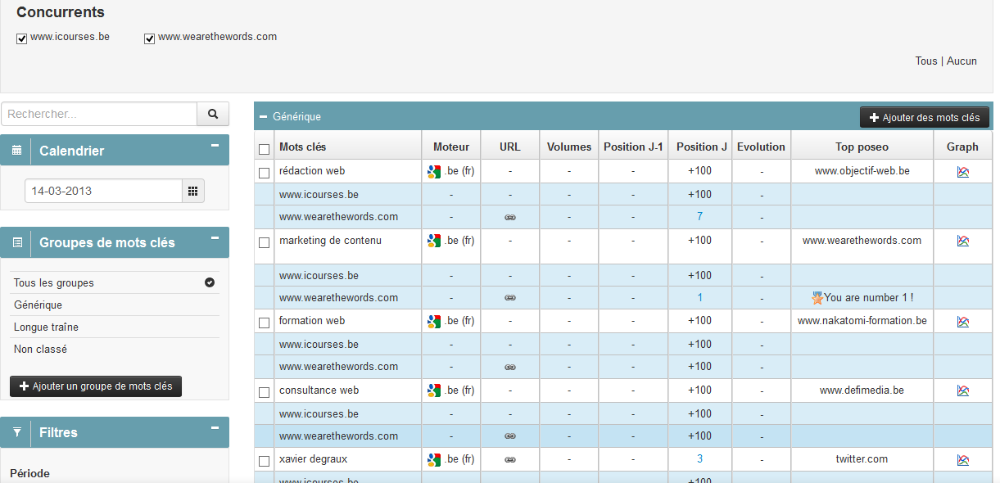 Concurrents
www.icourses.be www.wearethewords.com
Tous | Aucun
Rechercher...
Calendrier
14-03-2013
Groupes de mots clés
Tous les groupes
Générique
Longue traîne
Non classé
Ajouter un groupe de mots clés
Filtres
Période
Générique Ajouter des mots clés
Mots clés Moteur URL Volumes Position J-1 Position J Evolution Top poseo Graph
rédaction web .be (fr) - - - +100 - www.objectif-web.be
www.icourses.be - - - - +100 -
www.wearethewords.com - - - 7 -
marketing de contenu .be (fr) - - - +100 - www.wearethewords.com
www.icourses.be - - - - +100 -
www.wearethewords.com - - - 1 - You are number 1 !
formation web .be (fr) - - - +100 - www.nakatomi-formation.be
www.icourses.be - - - - +100 -
www.wearethewords.com - - - +100 -
consultance web .be (fr) - - - +100 - www.defimedia.be
www.icourses.be - - - - +100 -
www.wearethewords.com - - - +100 -
xavier degraux .be (fr) - - 3 - twitter.com
www.icourses.be - - - - +100 -